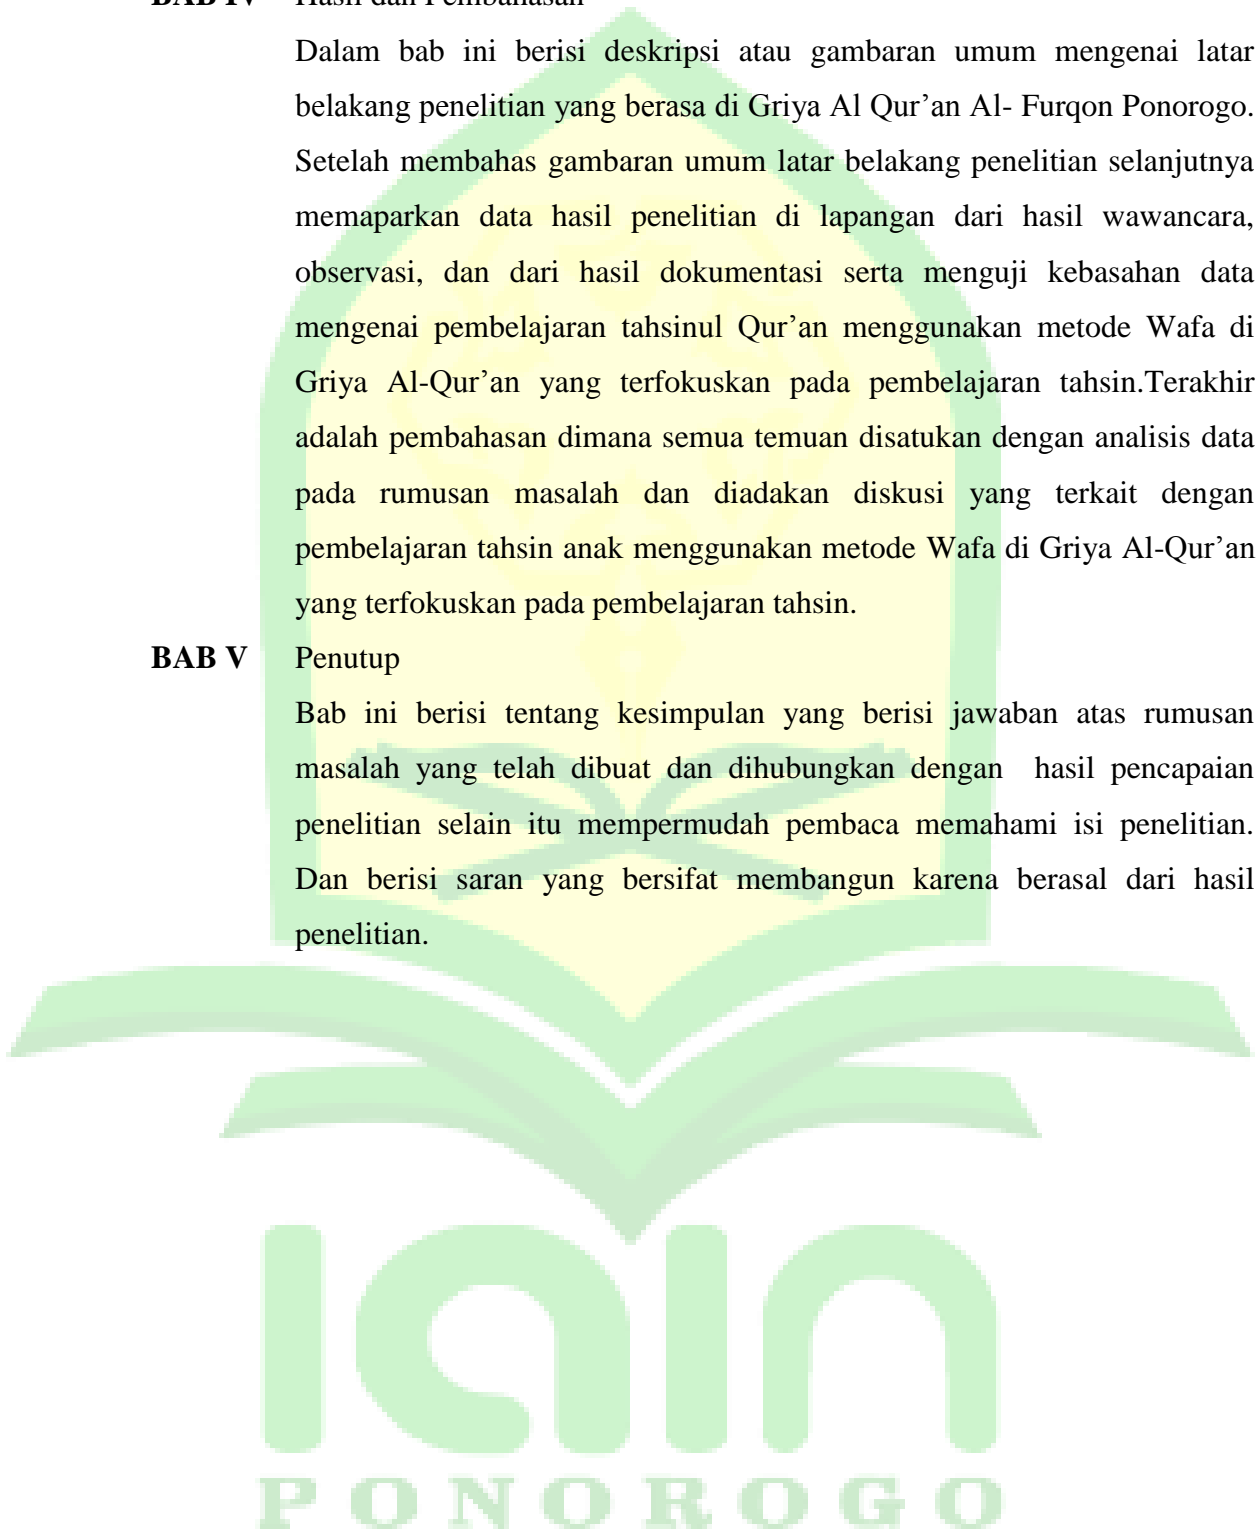 BAB IV Hasil dan Pembahasan
Dalam bab ini berisi deskripsi atau gambaran umum mengenai latar
belakang penelitian yang berasa di Griya Al Qur’an Al- Furqon Ponorogo.
Setelah membahas gambaran umum latar belakang penelitian selanjutnya
memaparkan data hasil penelitian di lapangan dari hasil wawancara,
observasi, dan dari hasil dokumentasi serta menguji kebasahan data
mengenai pembelajaran tahsinul Qur’an menggunakan metode Wafa di
Griya Al-Qur’an yang terfokuskan pada pembelajaran tahsin.Terakhir
adalah pembahasan dimana semua temuan disatukan dengan analisis data
pada rumusan masalah dan diadakan diskusi yang terkait dengan
pembelajaran tahsin anak menggunakan metode Wafa di Griya Al-Qur’an
yang terfokuskan pada pembelajaran tahsin.
BAB V Penutup
Bab ini berisi tentang kesimpulan yang berisi jawaban atas rumusan
masalah yang telah dibuat dan dihubungkan dengan hasil pencapaian
penelitian selain itu mempermudah pembaca memahami isi penelitian.
Dan berisi saran yang bersifat membangun karena berasal dari hasil
penelitian.
iain
PONOROGO